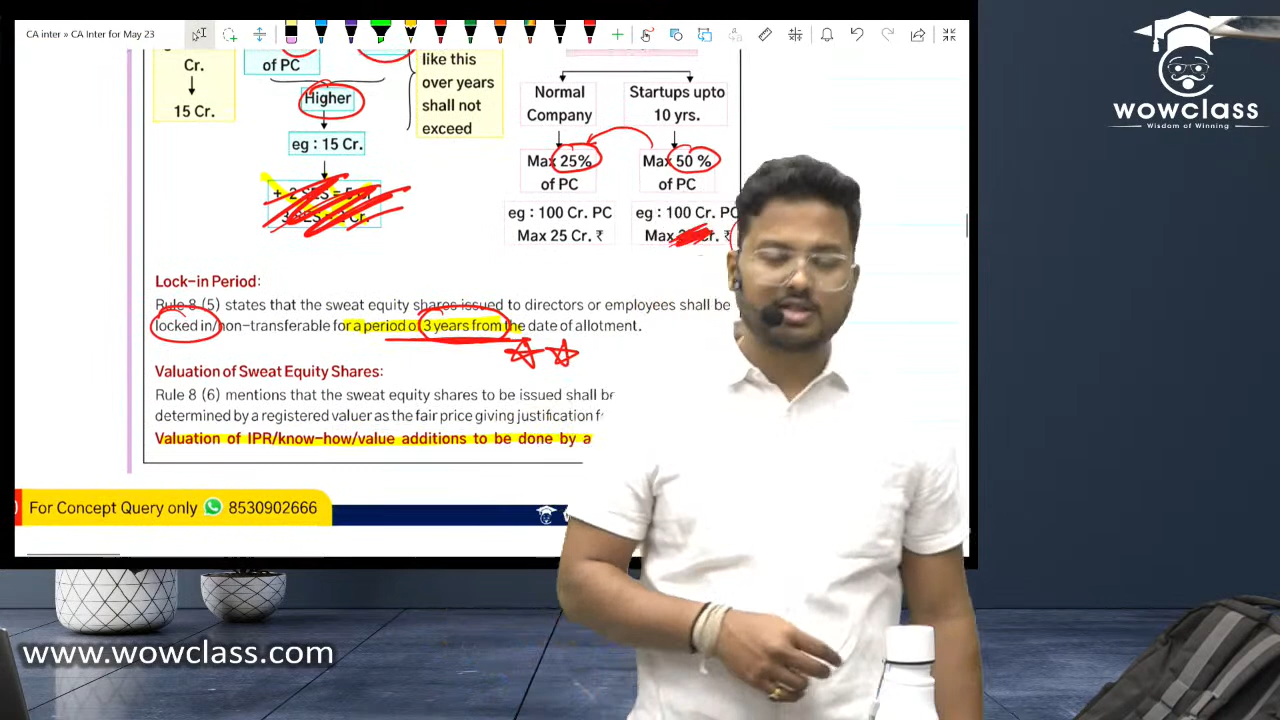 CA inter » CA Inter for May 23
Cr.
15 Cr.
of PC
Higher
eg : 15 Cr.
like this
over years
shall not
exceed
Normal
Company
Max 25%
of PC
eg : 100 Cr. PC
Max 25 Cr. ₹
Startups upto
10 yrs.
Max 50 %
of PC
eg : 100 Cr. PC
Max Cr. ₹
Lock-in Period:
Rule 8 (5) states that the sweat equity shares issued to directors or employees shall be
locked in/non-transferable for a period of 3 years from the date of allotment.
Valuation of Sweat Equity Shares:
Rule 8 (6) mentions that the sweat equity shares to be issued shall be
determined by a registered valuer as the fair price giving justification
Valuation of IPR/know-how/value additions to be done by a
For Concept Query only 8530902666
www.wowclass.com
wowclass
Wisdom of Winning